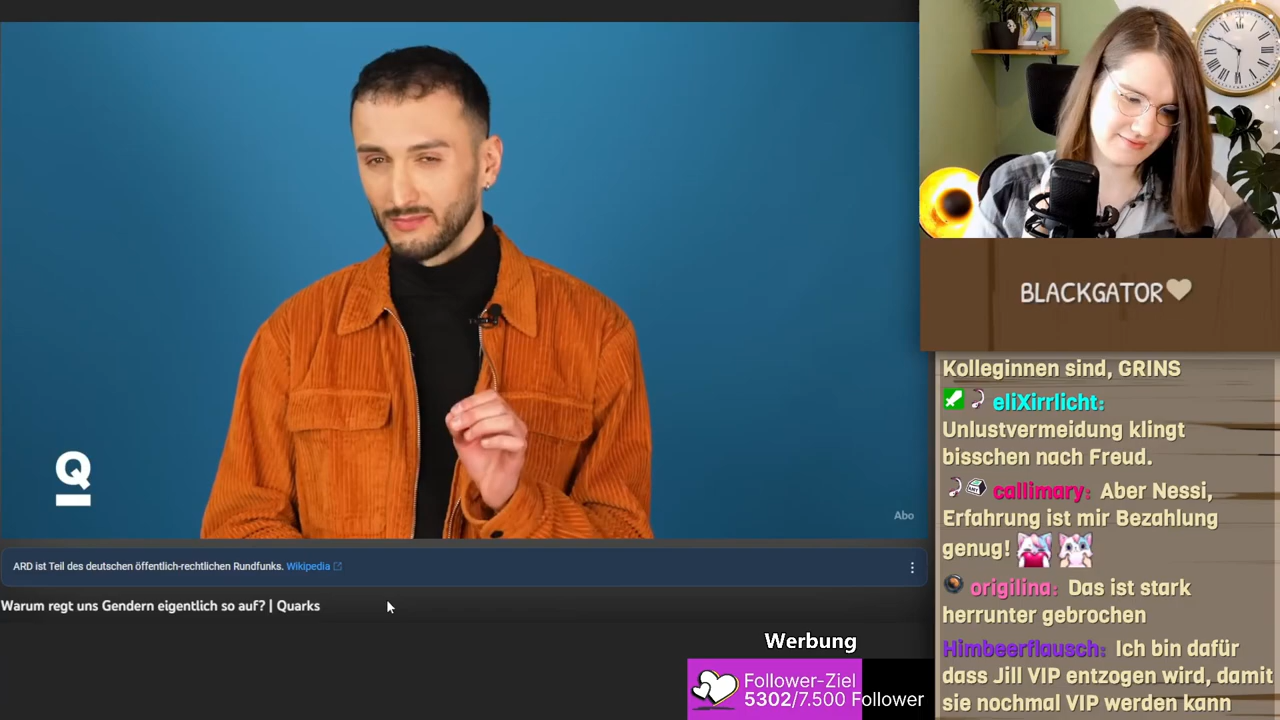 Q
Abo
ARD ist Teil des deutschen öffentlich-rechtlichen Rundfunks. Wikipedia
Warum regt uns Gendern eigentlich so auf? | Quarks
Werbung
Follower-Ziel
5302/7.500 Follower
BLACKGATOR
Kolleginnen sind, GRINS
eliXirrlicht:
Unlustvermeidung klingt
bisschen nach Freud.
callimary: Aber Nessi,
Erfahrung ist mir Bezahlung
genug!
origilina: Das ist stark
herrunter gebrochen
Himbeerflausch: Ich bin dafür
dass Jill VIP entzogen wird, damit
sie nochmal VIP werden kann